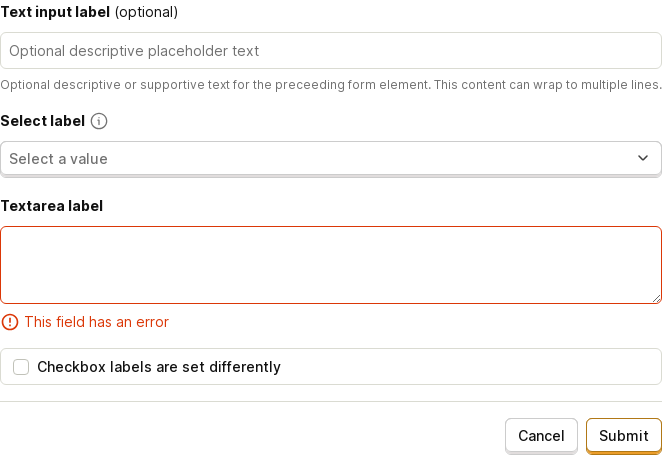 Text input label (optional)
Optional descriptive placeholder text
Optional descriptive or supportive text for the preceeding form element. This content can wrap to multiple lines.
Select label
Select a value
Textarea label
This field has an error
Checkbox labels are set differently
Cancel Submit